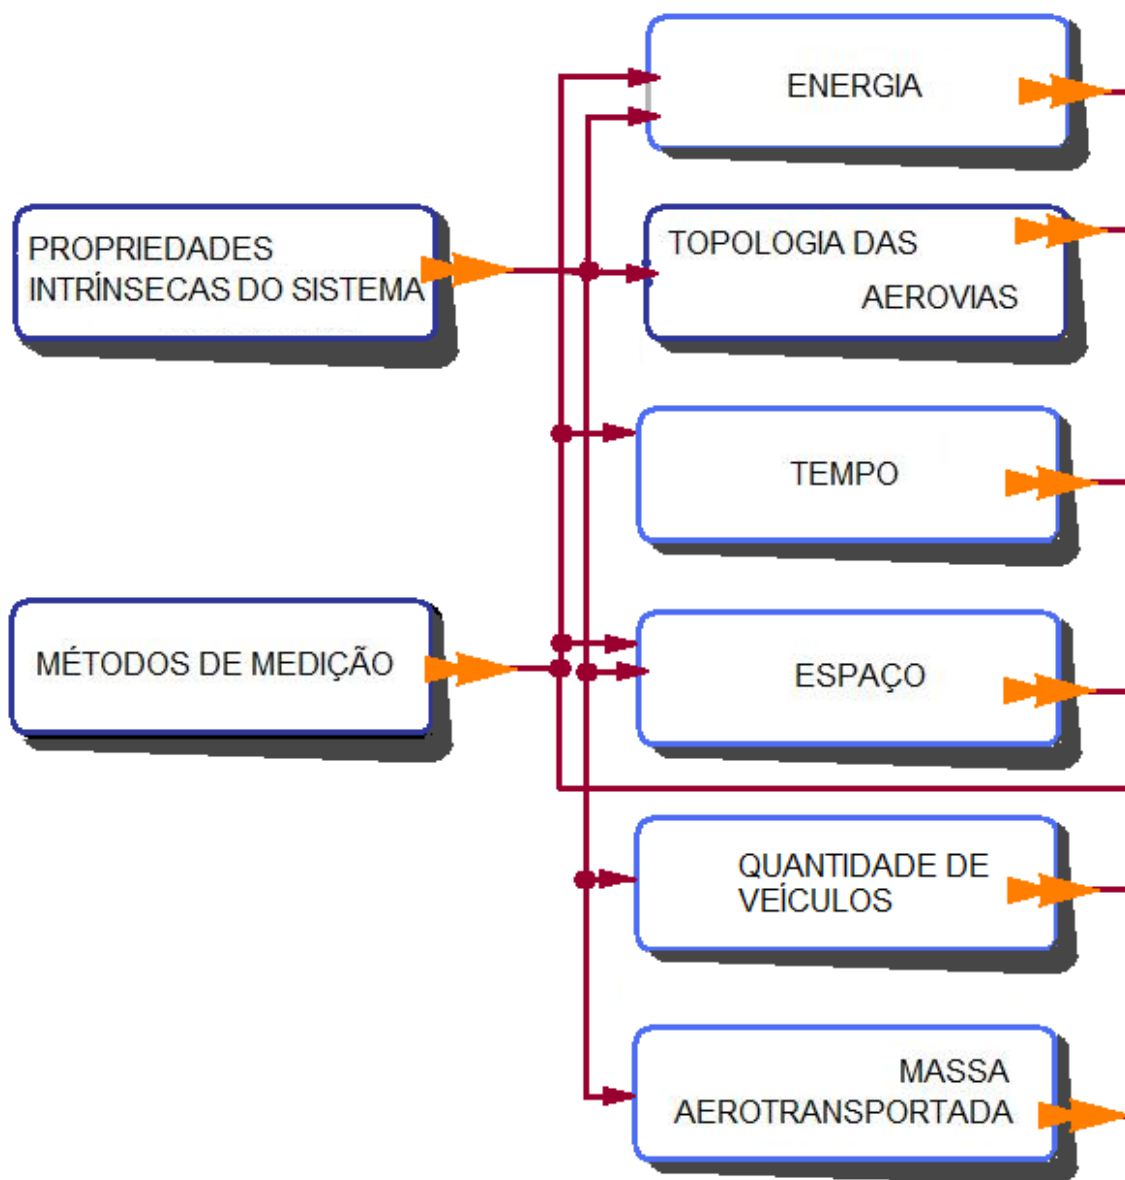 ENERGIA
PROPRIEDADES
INTRÍNSECAS DO SISTEMA
TOPOLOGIA DAS
AEROVIAS
TEMPO
MÉTODOS DE MEDIÇÃO
ESPAÇO
QUANTIDADE DE
VEÍCULOS
MASSA
AEROTRANSPORTADA